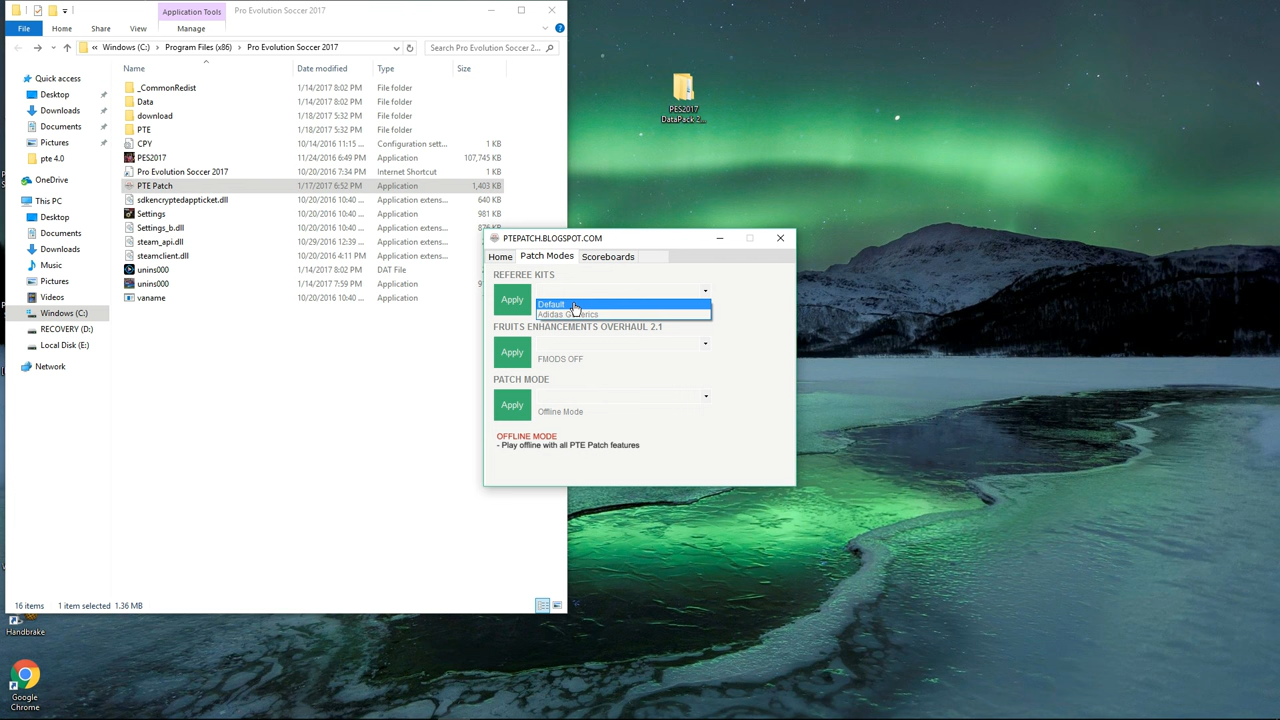 Application Tools
Pro Evolution Soccer 2017
File
Home
Share
View
Manage
« Windows (C:) > Program Files (x86) > Pro Evolution Soccer 2017
Search Pro Evolution Soccer 2...
Name
Date modified
Type
Size
Quick access
Desktop
Downloads
Documents
Pictures
pte 4.0
OneDrive
This PC
Desktop
Documents
Downloads
Music
Pictures
Videos
Windows (C:)
RECOVERY (D:)
Local Disk (E:)
Network
_CommonRedist 1/14/2017 8:02 PM File folder
Data 1/14/2017 8:02 PM File folder
download 1/18/2017 5:32 PM File folder
PTE 1/18/2017 5:32 PM File folder
CPY 10/14/2016 11:15 ... Configuration sett... 1 KB
PES2017 11/24/2016 6:49 PM Application 107,745 KB
Pro Evolution Soccer 2017 10/20/2016 7:34 PM Internet Shortcut 1 KB
PTE Patch 1/17/2017 6:52 PM Application 1,403 KB
sdkencryptedappticket.dll 10/20/2016 10:40 ... Application extens... 640 KB
Settings 10/20/2016 10:40 ... Application 981 KB
Settings_b.dll 10/20/2016 10:40 ... Application extens...
steam_api.dll 10/29/2016 12:39 ... Application extens...
steamclient.dll 10/20/2016 4:11 PM Application extens...
unins000 1/14/2017 8:02 PM DAT File
unins000 1/14/2017 7:59 PM Application
vaname 10/20/2016 10:40 ... Application
16 items 1 item selected 1.36 MB
PTEPATCH.BLOGSPOT.COM
Home
Patch Modes
Scoreboards
REFEREE KITS
Apply
Default
Adidas
FRUITS ENHANCEMENTS OVERHAUL 2.1
Apply
FMODS OFF
PATCH MODE
Apply
Offline Mode
OFFLINE MODE
- Play offline with all PTE Patch features
PES2017
DataPack 2...
Handbrake
Google
Chrome